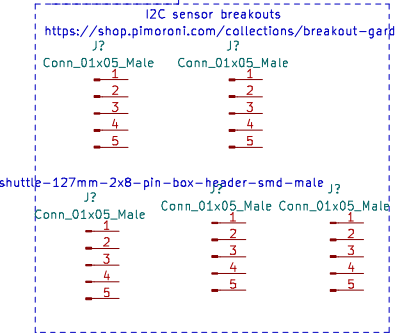 I2C sensor breakouts
https://shop.pimoroni.com/collections/breakout-gard
J? J?
Conn_01x05_Male Conn_01x05_Male
1 1
2 2
3 3
4 4
5 5
shuttle-127mm-2x8-pin-box-header-smd-male
J? J? J?
Conn_01x05_Male Conn_01x05_Male Conn_01x05_Male
1 1 1
2 2 2
3 3 3
4 4 4
5 5 5